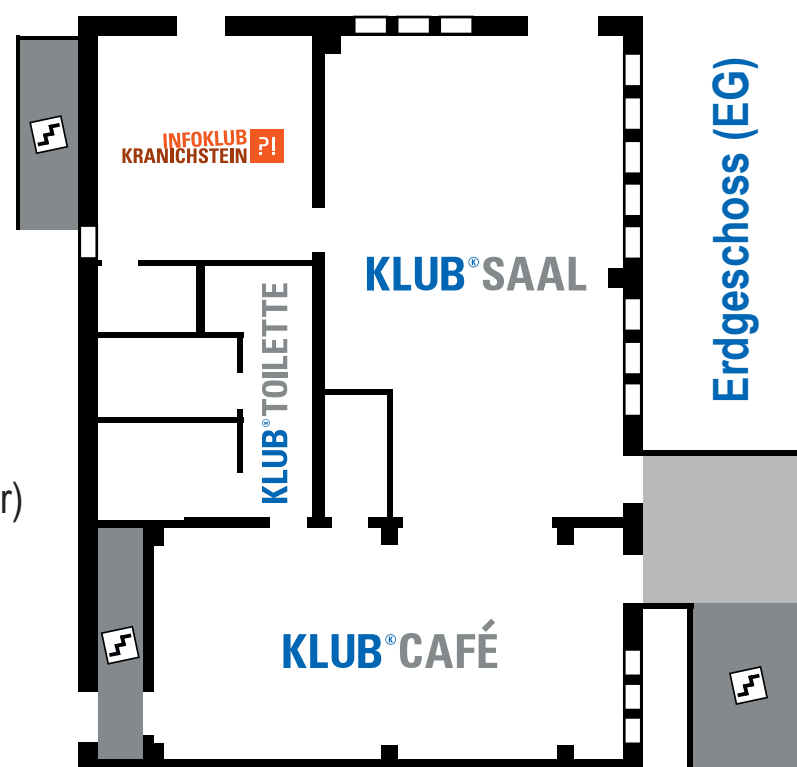 INFOKLUB
KRANICHSTEIN ?!
KLUB®SAAL
Erdgeschoss (EG)
KLUB®TOILETTE
r)
KLUB®CAFÉ